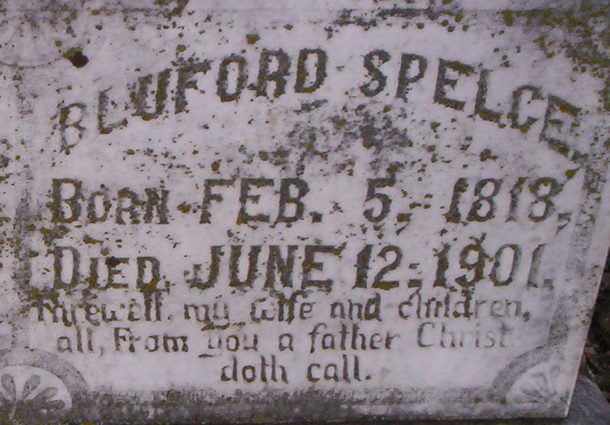 BLUFORD SPELCE,
BORN FEB. 5, 1818,
DIED JUNE 12, 1901.
Farewell, my wife and children,
all, From you a father Christ
doth call.